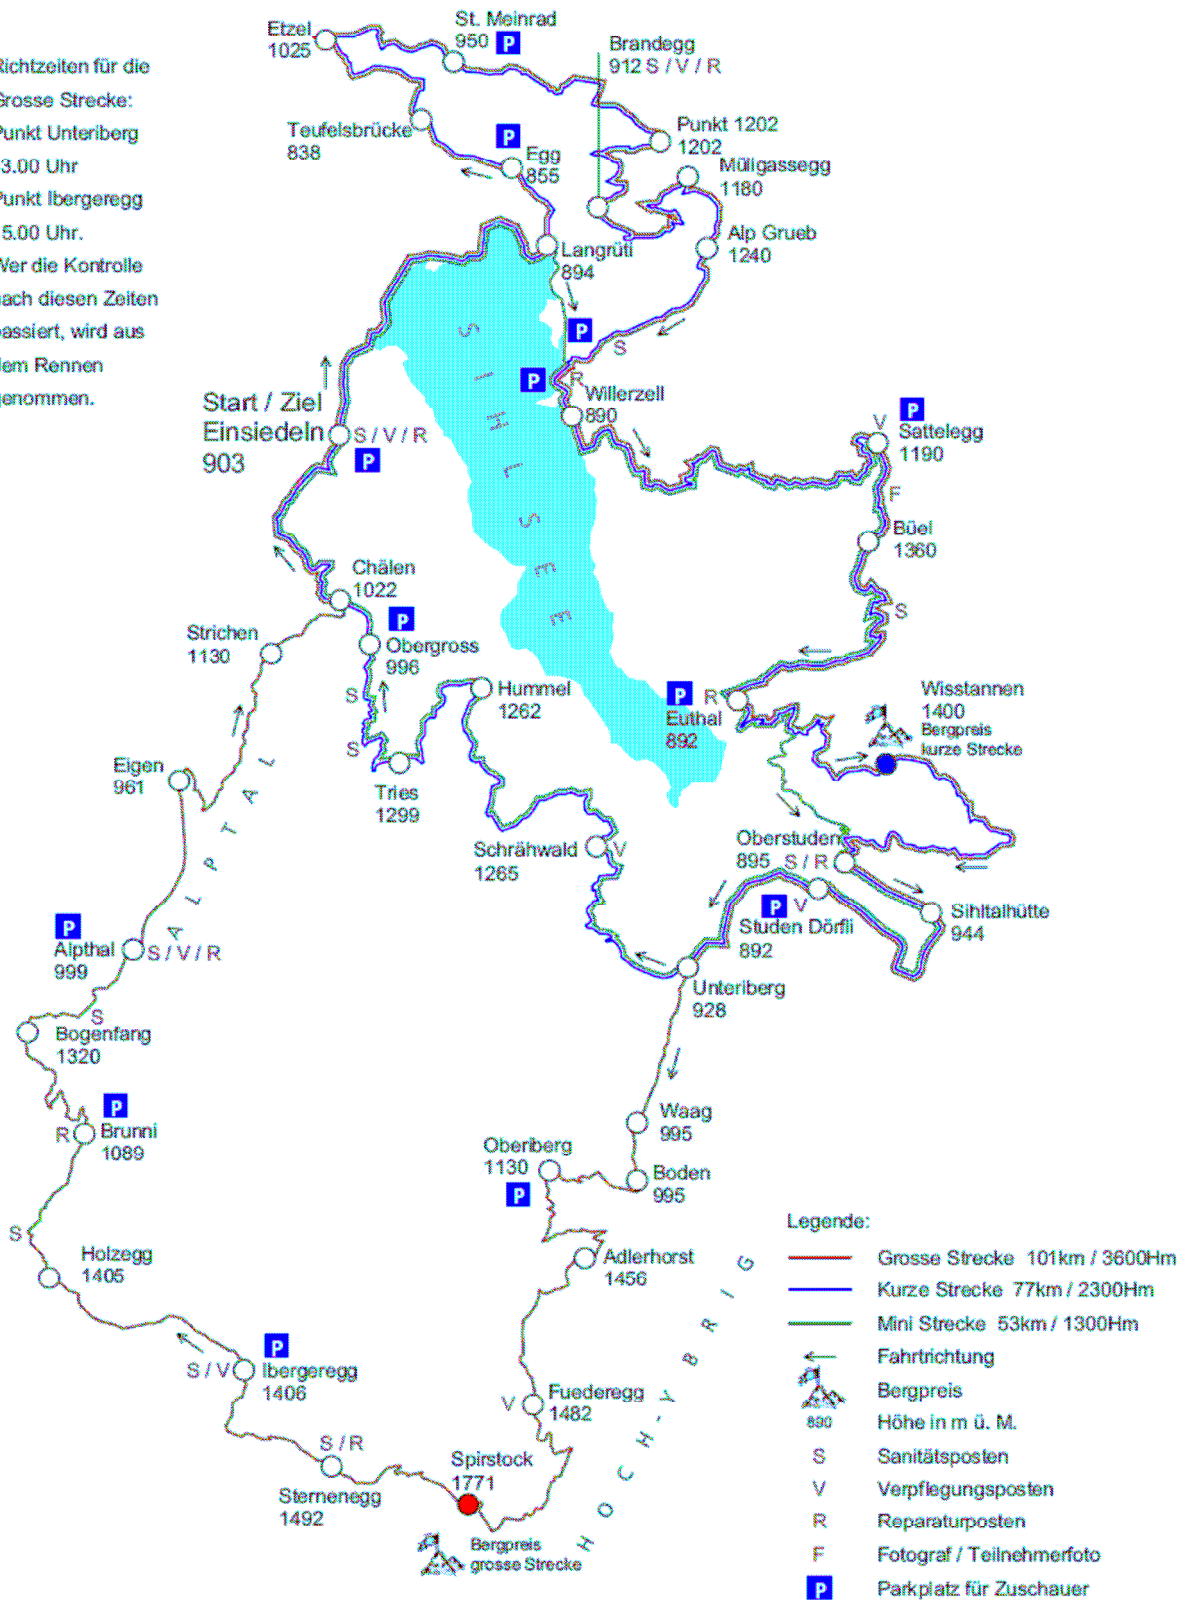 Etzel
1025
St. Meinrad
950 P
Brandegg
912 S / V / R
Richtzeiten für die
Grosse Strecke:
Punkt Unteriberg
3.00 Uhr
Punkt Ibergeregg
5.00 Uhr.
Wer die Kontrolle
nach diesen Zeiten
passiert, wird aus
dem Rennen
genommen.
Teufelsbrücke
838
P
Egg
855
Punkt 1202
1202
Müllgassegg
1180
Alp Grueb
1240
Langrüti
894
P
S
P
R
Willerzell
890
SIHLSEE
Start / Ziel
Einsiedeln
903
S / V / R
P
V
P
Sattelegg
1190
F
Büel
1360
S
Chälen
1022
P
Strichen
1130
Obergross
996
S
S
Hummel
1262
P
R
Euthal
892
Wisstannen
1400
Bergpreis
kurze Strecke
Eigen
961
Tries
1299
ALPTAL
Schrähwald
1265
V
Oberstuden
895 S / R
P
V
Studen Dörfli
892
Sihltalhütte
944
P
Alpthal
999
S / V / R
S
Unteriberg
928
Bogenfang
1320
P
R
Brunni
1089
Waag
995
Oberiberg
1130
P
Boden
995
S
Holzegg
1405
Adlerhorst
1456
P
S / V
Ibergeregg
1406
Fuederegg
1482
V
HOCH-YBRIG
S / R
Sternenegg
1492
Spirstock
1771
Bergpreis
grosse Strecke
Legende:
Grosse Strecke 101km / 3600Hm
Kurze Strecke 77km / 2300Hm
Mini Strecke 53km / 1300Hm
Fahrtrichtung
Bergpreis
890 Höhe in m ü. M.
S Sanitätsposten
V Verpflegungsposten
R Reparaturposten
F Fotograf / Teilnehmerfoto
P Parkplatz für Zuschauer